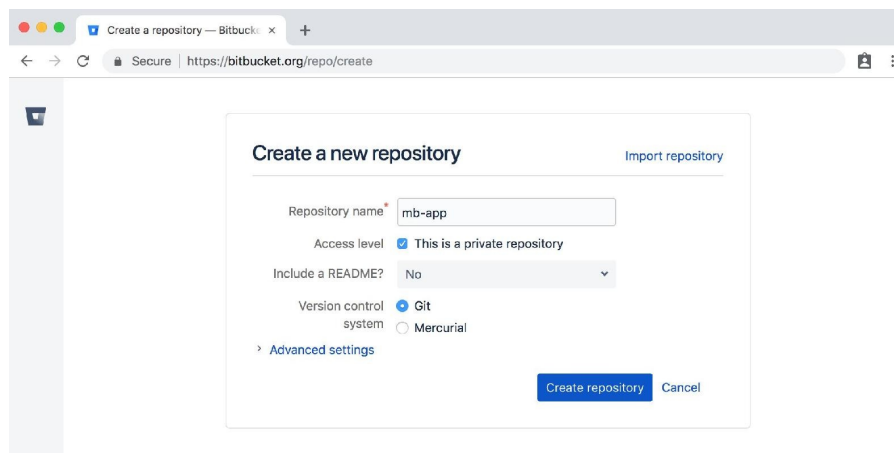 Create a repository — Bitbucke
Secure https://bitbucket.org/repo/create
Create a new repository
Import repository
Repository name* mb-app
Access level This is a private repository
Include a README? No
Version control system Git
Mercurial
Advanced settings
Create repository Cancel